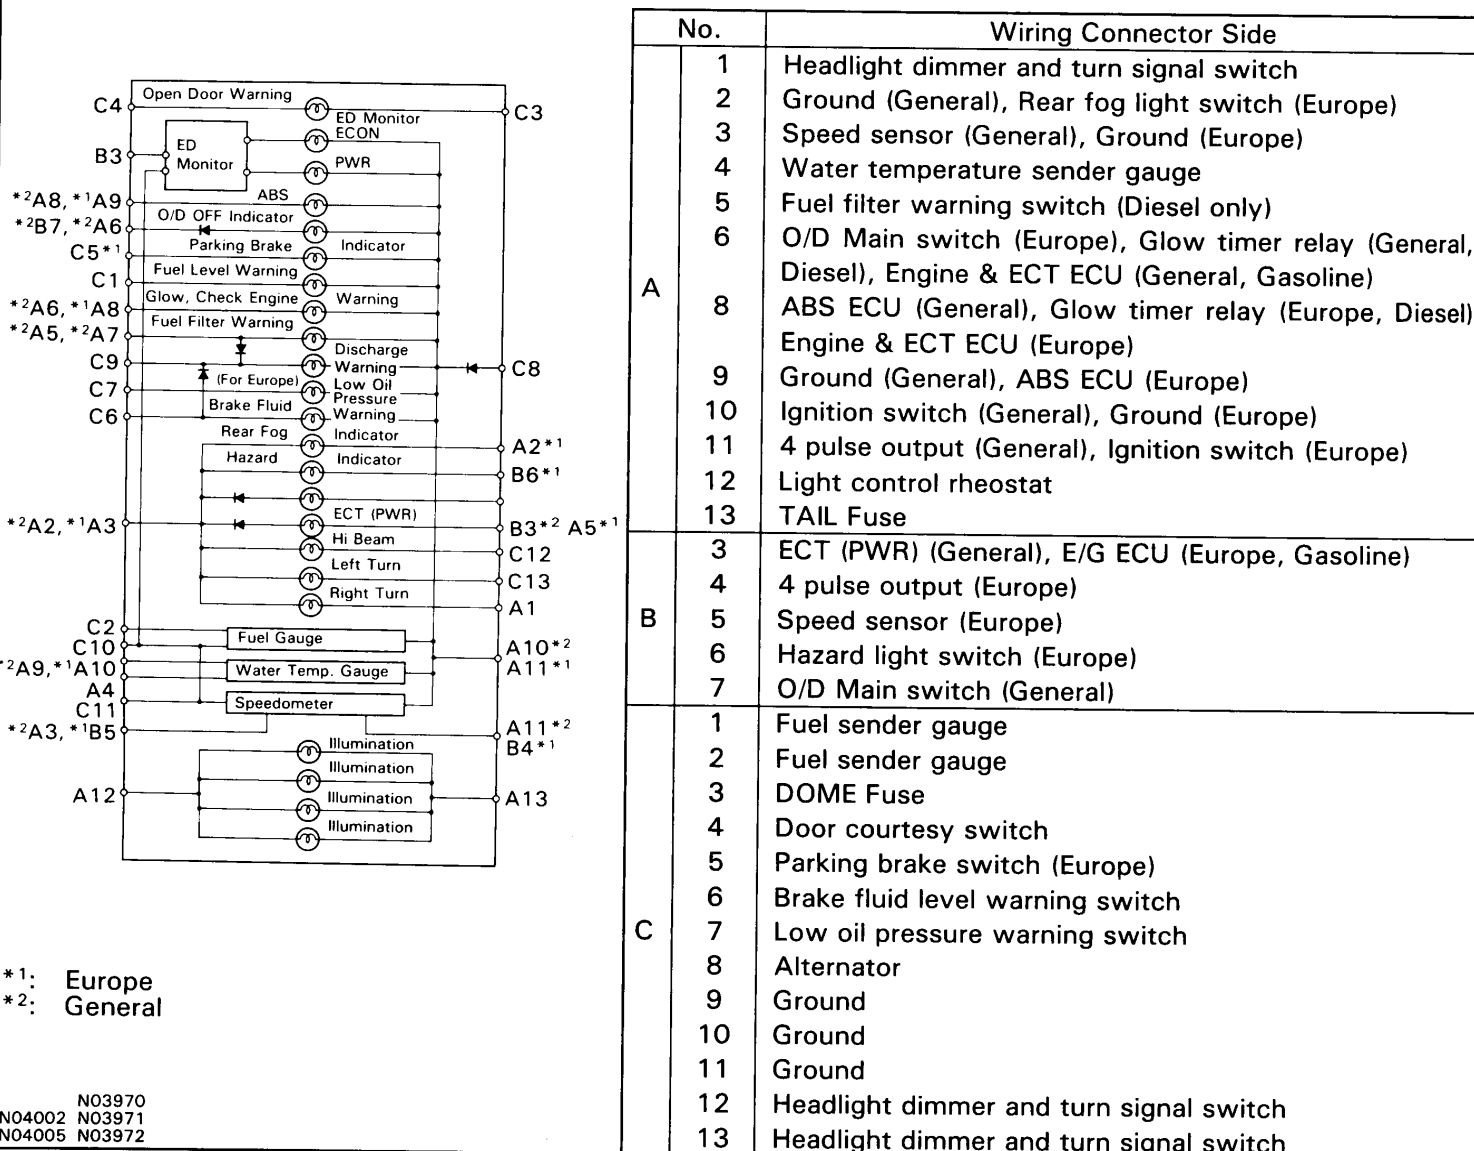 C4
Open Door Warning
C3
ED Monitor
ECON
B3
ED
Monitor
PWR
*2A8, *1A9
ABS
*2B7, *2A6
O/D OFF Indicator
C5*1
Parking Brake Indicator
C1
Fuel Level Warning
*2A6, *1A8
Glow, Check Engine Warning
*2A5, *2A7
Fuel Filter Warning
C9
Discharge
Warning
C8
C7
(For Europe)
Low Oil
Pressure
C6
Brake Fluid
Warning
Rear Fog Indicator
A2*1
Hazard Indicator
B6*1
*2A2, *1A3
ECT (PWR)
B3*2 A5*1
Hi Beam
C12
Left Turn
C13
Right Turn
A1
C2
C10
Fuel Gauge
A10*2
A11*1
*2A9, *1A10
Water Temp. Gauge
A4
C11
Speedometer
*2A3, *1B5
A11*2
B4*1
Illumination
Illumination
A12
Illumination
A13
Illumination
*1: Europe
*2: General
N03970
N04002 N03971
N04005 N03972
No. Wiring Connector Side
A
1 Headlight dimmer and turn signal switch
2 Ground (General), Rear fog light switch (Europe)
3 Speed sensor (General), Ground (Europe)
4 Water temperature sender gauge
5 Fuel filter warning switch (Diesel only)
6 O/D Main switch (Europe), Glow timer relay (General,
Diesel), Engine & ECT ECU (General, Gasoline)
8 ABS ECU (General), Glow timer relay (Europe, Diesel)
Engine & ECT ECU (Europe)
9 Ground (General), ABS ECU (Europe)
10 Ignition switch (General), Ground (Europe)
11 4 pulse output (General), Ignition switch (Europe)
12 Light control rheostat
13 TAIL Fuse
B
3 ECT (PWR) (General), E/G ECU (Europe, Gasoline)
4 4 pulse output (Europe)
5 Speed sensor (Europe)
6 Hazard light switch (Europe)
7 O/D Main switch (General)
C
1 Fuel sender gauge
2 Fuel sender gauge
3 DOME Fuse
4 Door courtesy switch
5 Parking brake switch (Europe)
6 Brake fluid level warning switch
7 Low oil pressure warning switch
8 Alternator
9 Ground
10 Ground
11 Ground
12 Headlight dimmer and turn signal switch
13 Headlight dimmer and turn signal switch